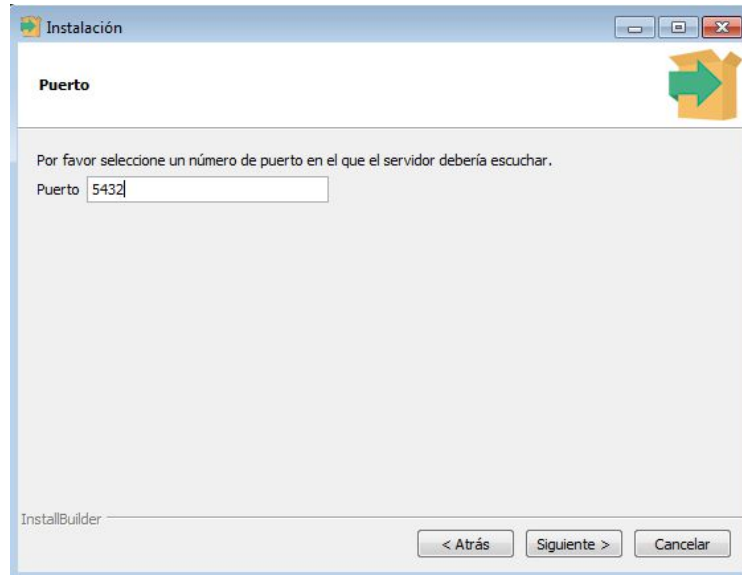 Instalación
Puerto
Por favor seleccione un número de puerto en el que el servidor debería escuchar.
Puerto 5432
InstallBuilder
< Atrás Siguiente > Cancelar